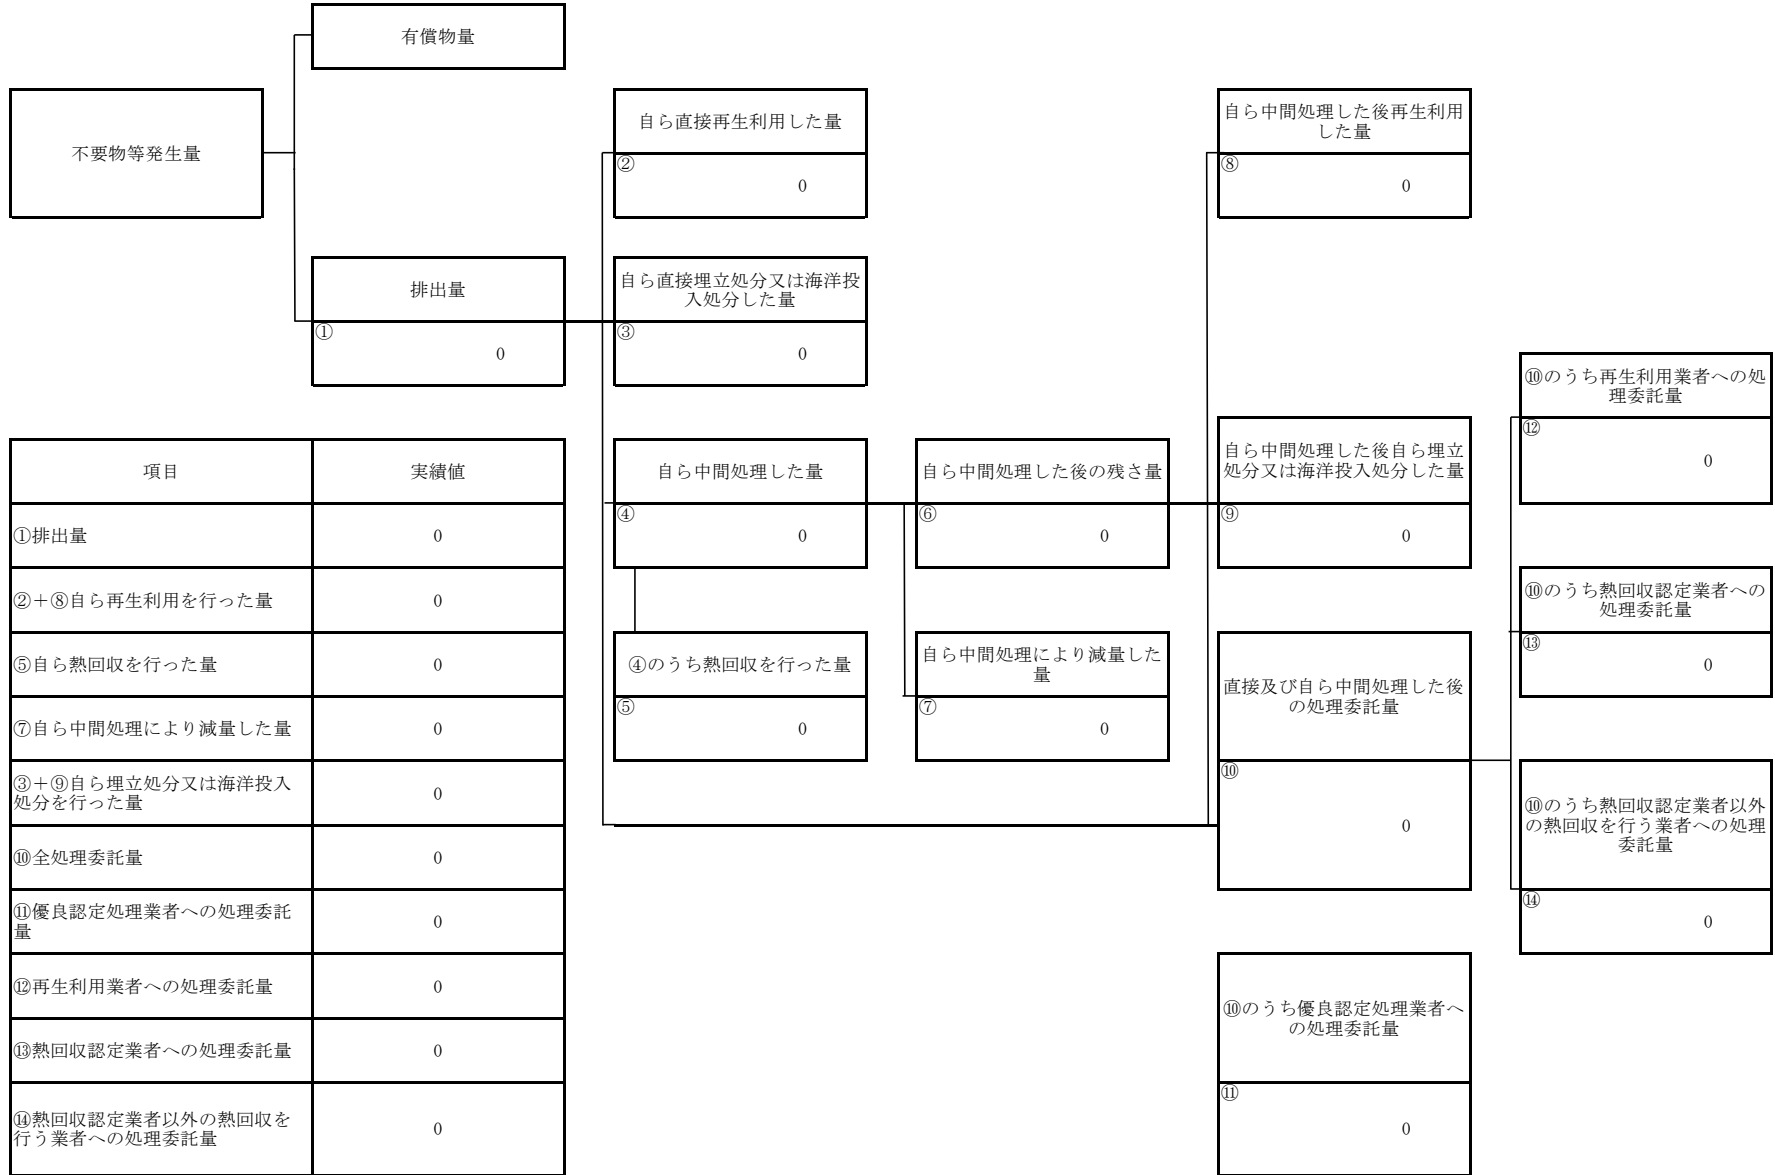 有償物量
不要物等発生量
排出量
①
0
自ら直接再生利用した量
②
0
自ら直接埋立処分又は海洋投
入処分した量
③
0
自ら中間処理した量
④
0
④のうち熱回収を行った量
⑤
0
自ら中間処理した後の残さ量
⑥
0
自ら中間処理により減量した
量
⑦
0
自ら中間処理した後再生利用
した量
⑧
0
自ら中間処理した後自ら埋立
処分又は海洋投入処分した量
⑨
0
直接及び自ら中間処理した後
の処理委託量
⑩
0
⑩のうち優良認定処理業者へ
の処理委託量
⑪
0
⑩のうち再生利用業者への処
理委託量
⑫
0
⑩のうち熱回収認定業者への
処理委託量
⑬
0
⑩のうち熱回収認定業者以外
の熱回収を行う業者への処理
委託量
⑭
0
項目 実績値
①排出量 0
②+⑧自ら再生利用を行った量 0
⑤自ら熱回収を行った量 0
⑦自ら中間処理により減量した量 0
③+⑨自ら埋立処分又は海洋投入
処分を行った量 0
⑩全処理委託量 0
⑪優良認定処理業者への処理委託
量 0
⑫再生利用業者への処理委託量 0
⑬熱回収認定業者への処理委託量 0
⑭熱回収認定業者以外の熱回収を
行う業者への処理委託量 0